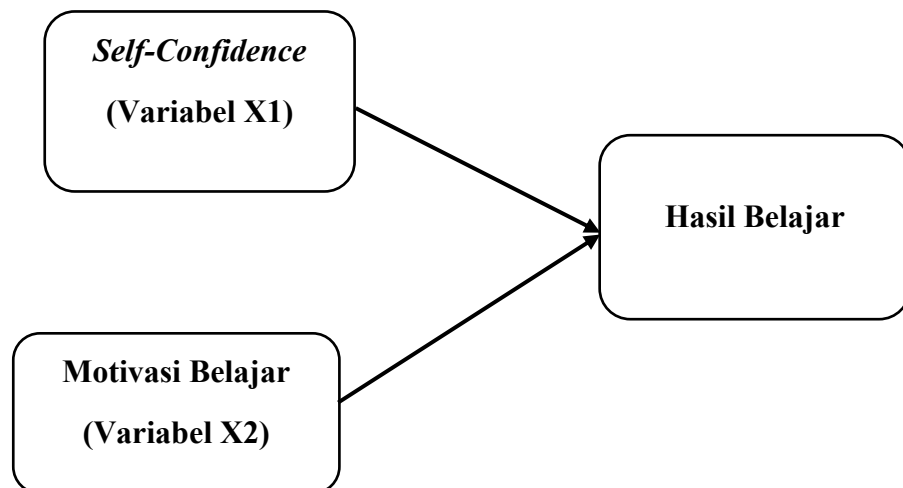 Self-Confidence
(Variabel X1)
Hasil Belajar
Motivasi Belajar
(Variabel X2)